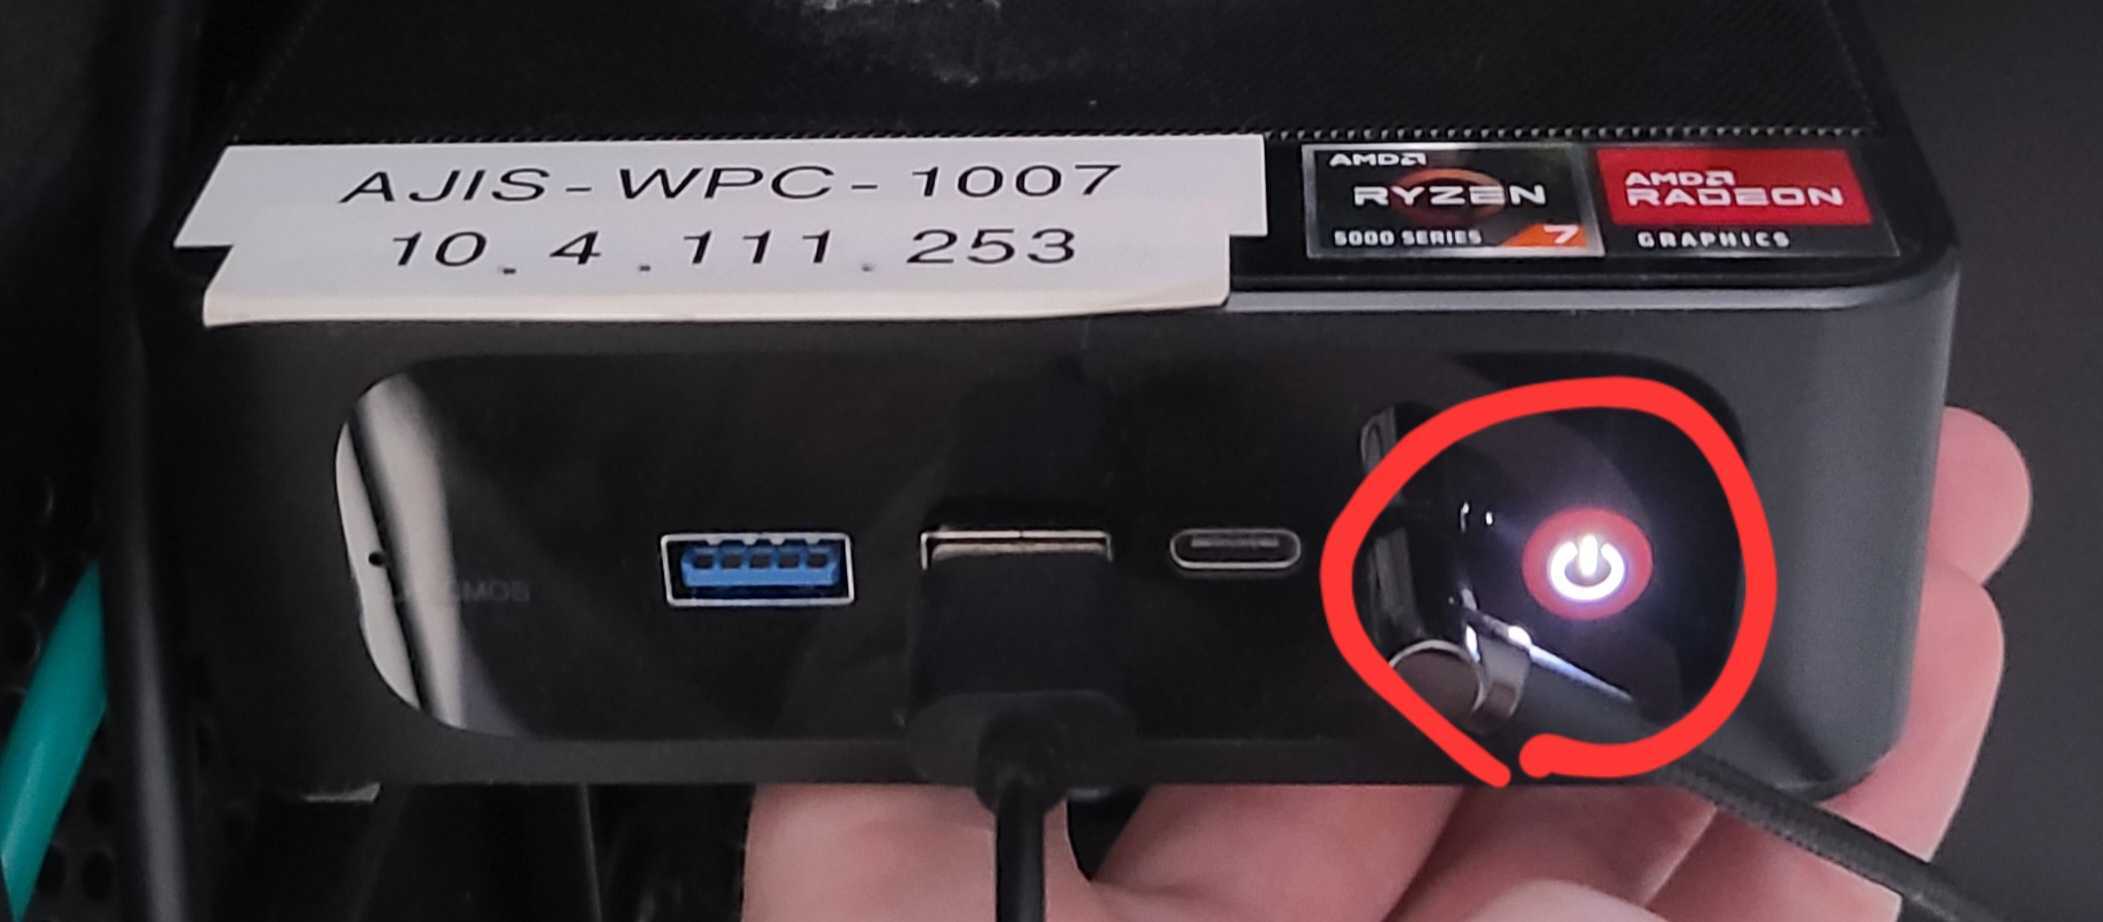 AJIS-WPC-1007
10.4.111.253
AMD
RYZEN
5000 SERIES 7
AMD
RADEON
GRAPHICS